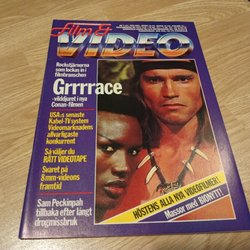 film &
VIDEO
Rockstjärnorna
som lockas in i
filmbranschen
Grrrrace
-vilddjuret i nya
Conan-filmen
USA:s senaste
Kabel-TV system
Videomarknadens
allvarligaste
konkurrent
Så väljer du
RÄTT VIDEOTAPE
Svaret på
8mm-videons
framtid
Sam Peckinpah
tillbaka efter långt
drogmissbruk
HÖSTENS ALLA NYA VIDEOFILMER!
Massor med BIONYTT!